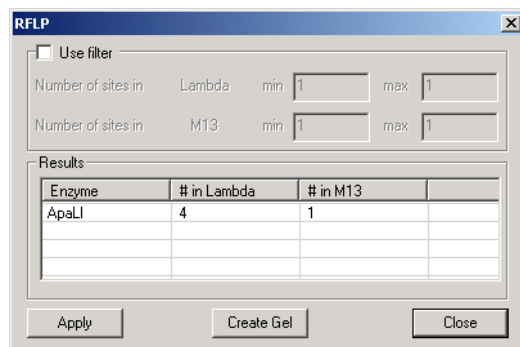 RFLP
Use filter
Number of sites in Lambda min 1 max 1
Number of sites in M13 min 1 max 1
Results
Enzyme # in Lambda # in M13
ApaLI 4 1
Apply Create Gel Close